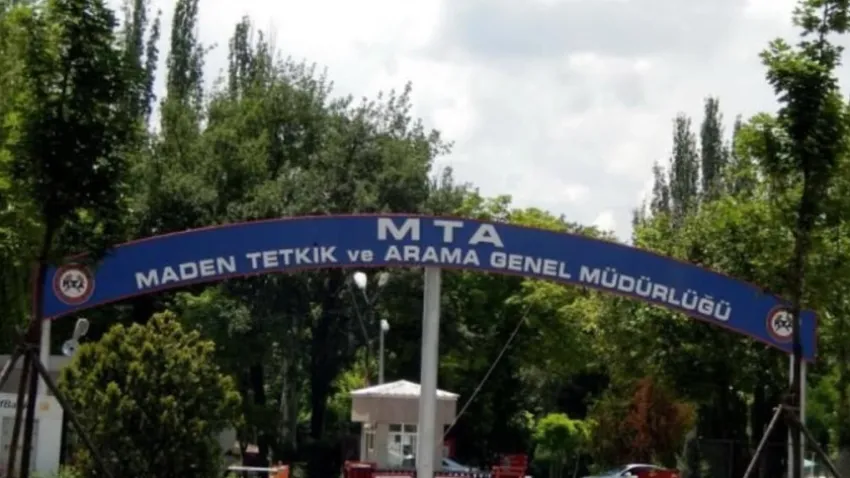 MTA
MADEN TETKİK ve ARAMA GENEL MÜDÜRLÜĞÜ